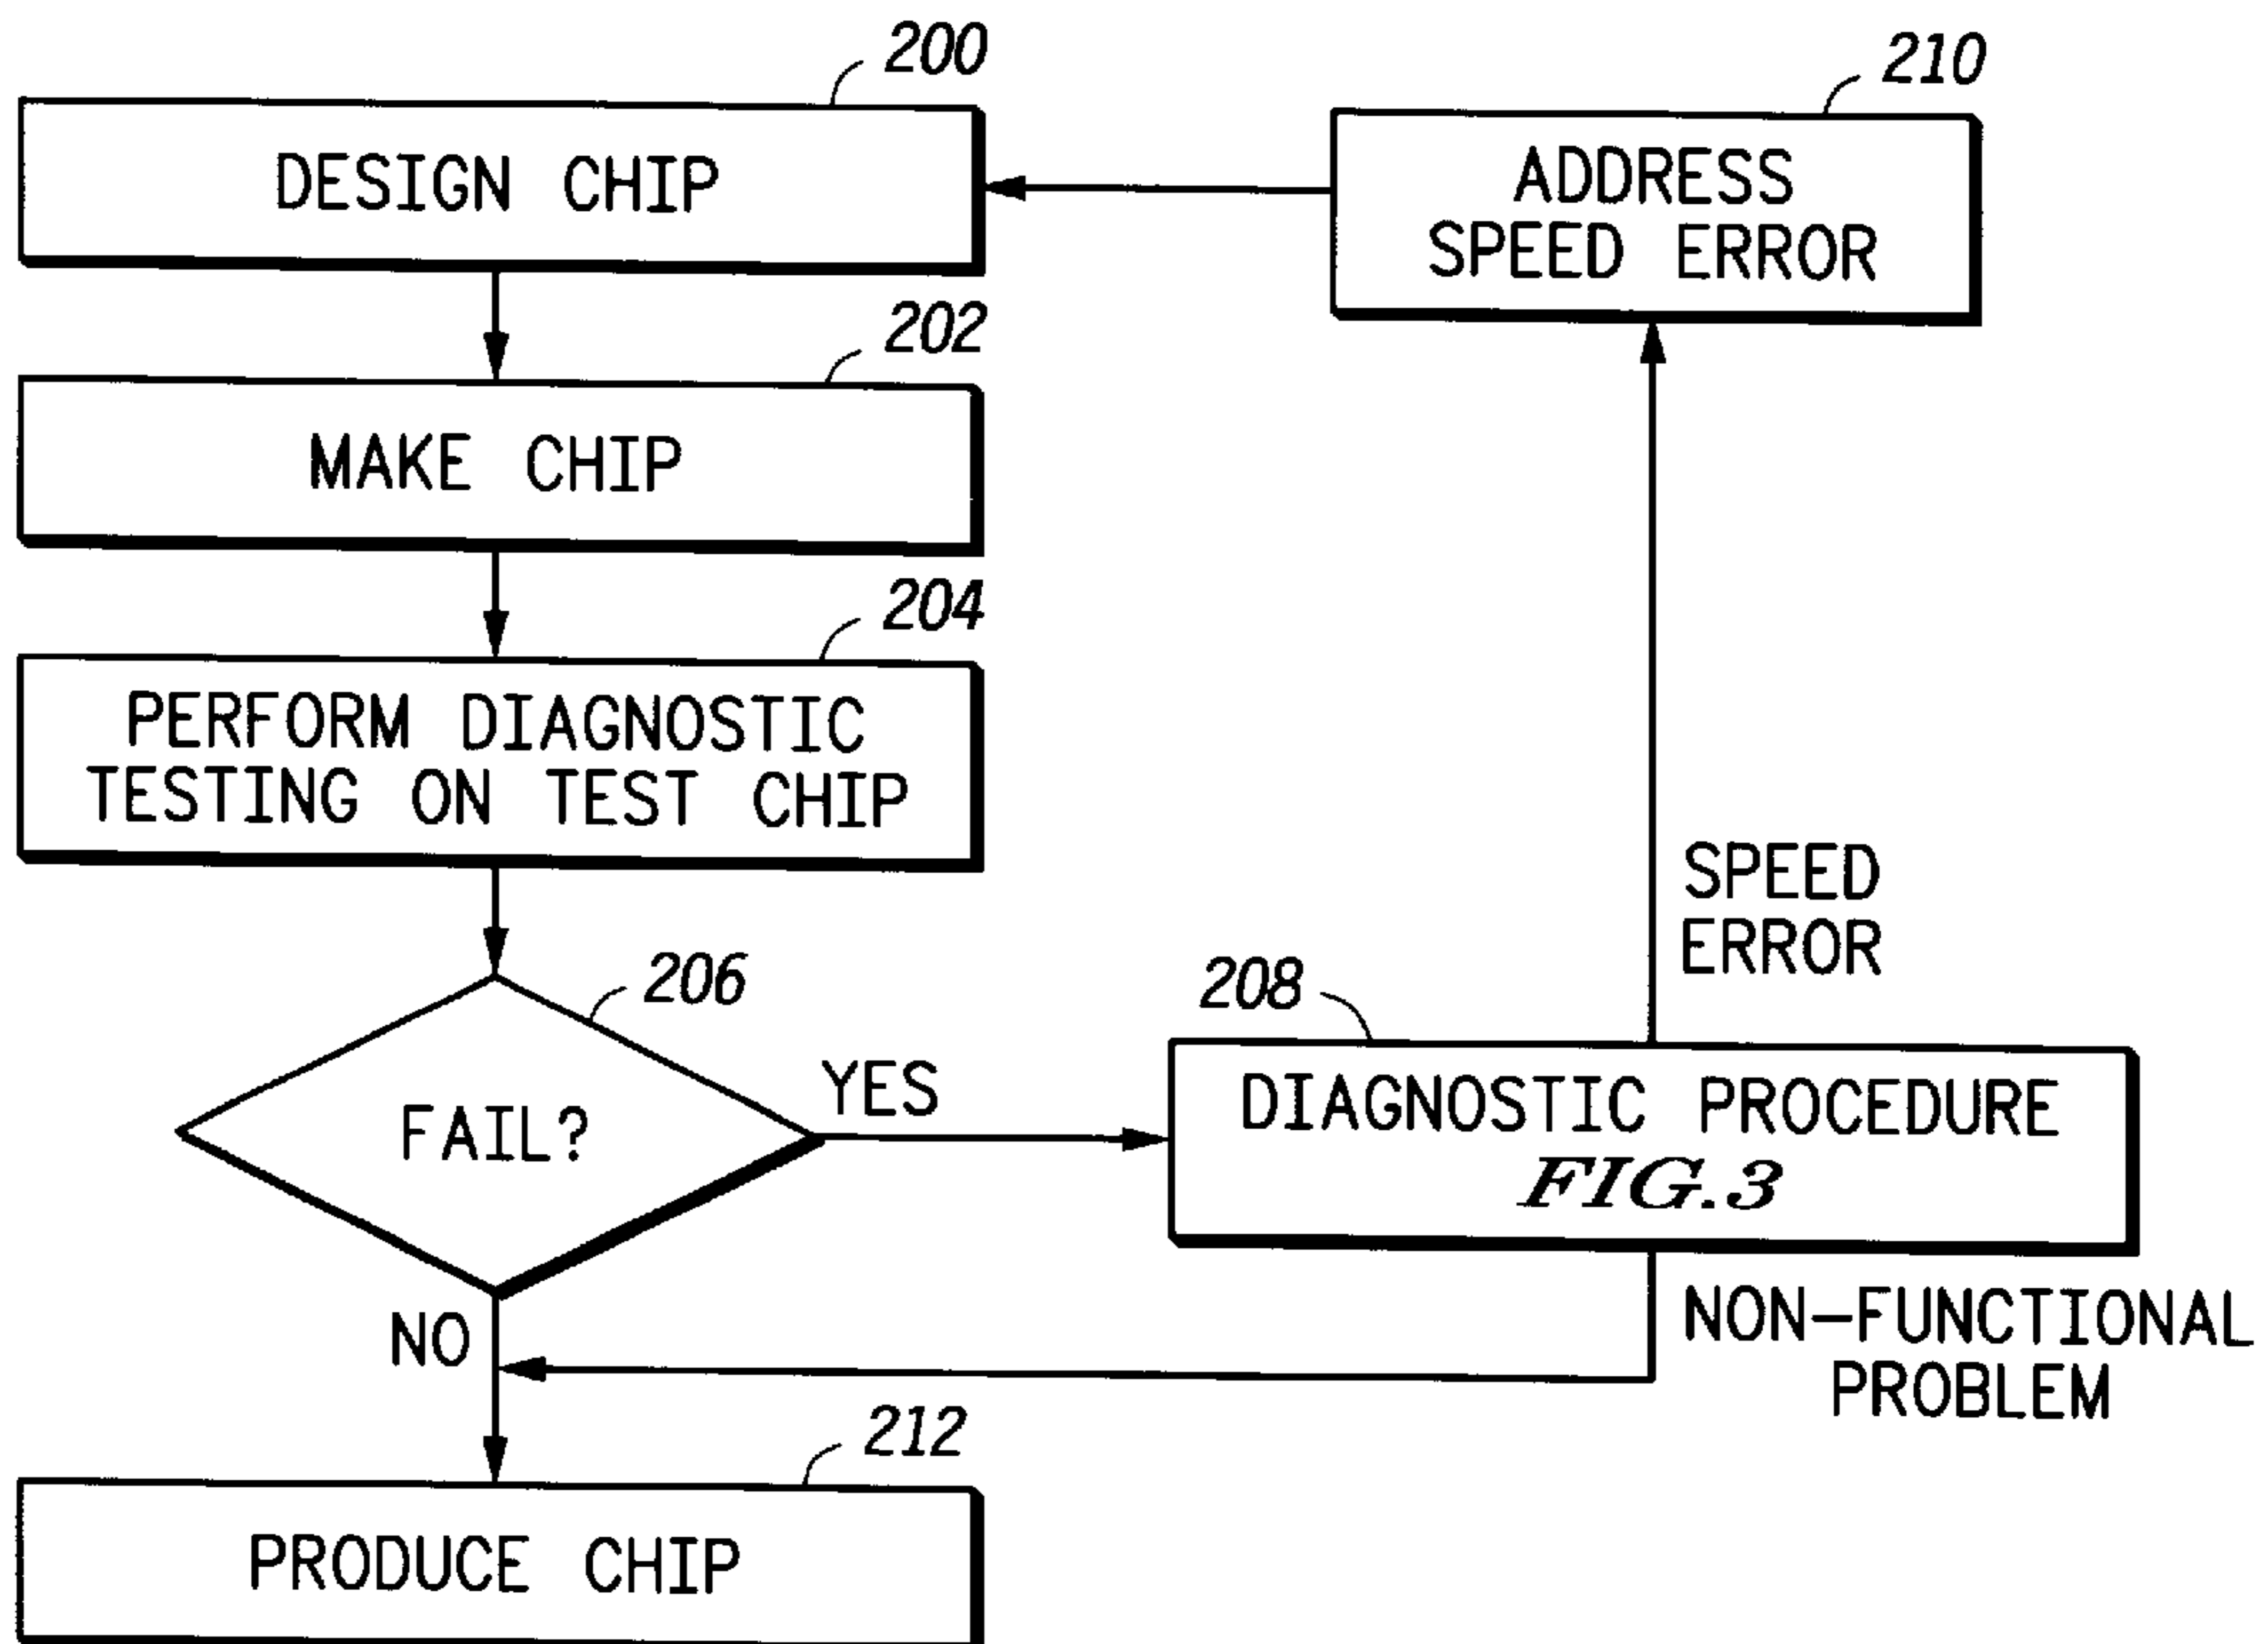 200
DESIGN CHIP
210
ADDRESS
SPEED ERROR
202
MAKE CHIP
204
PERFORM DIAGNOSTIC
TESTING ON TEST CHIP
SPEED
ERROR
206
FAIL?
YES
208
DIAGNOSTIC PROCEDURE
FIG.3
NO
NON-FUNCTIONAL
PROBLEM
212
PRODUCE CHIP